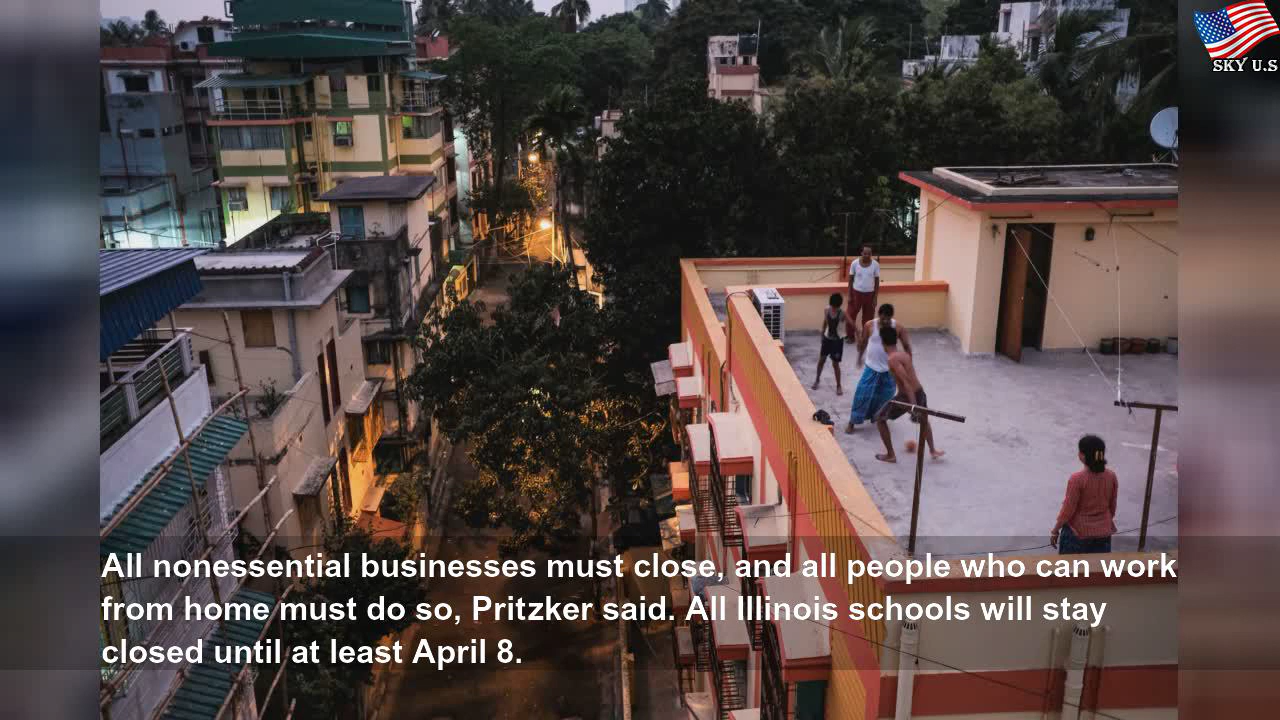 SKY U.S
All nonessential businesses must close, and all people who can work
from home must do so, Pritzker said. All Illinois schools will stay
closed until at least April 8.